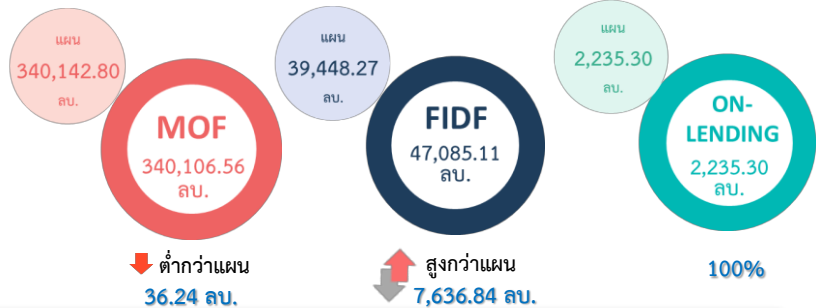 แผน
340,142.80
ลบ.
MOF
340,106.56
ลบ.
ต่ำกว่าแผน
36.24 ลบ.
แผน
39,448.27
ลบ.
FIDF
47,085.11
ลบ.
สูงกว่าแผน
7,636.84 ลบ.
แผน
2,235.30
ลบ.
ON-
LENDING
2,235.30
ลบ.
100%